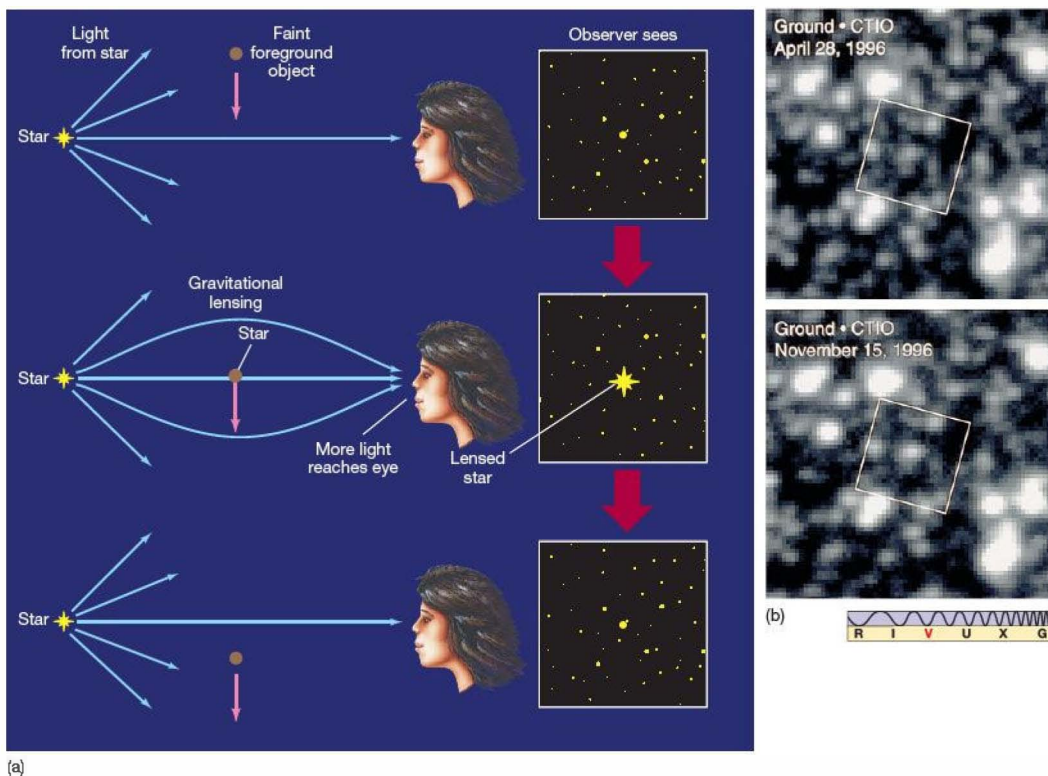 Light
from star
Faint
foreground
object
Observer sees
Star
Gravitational
lensing
Star
Star
More light
reaches eye
Lensed
star
Star
(a)
Ground • CTIO
April 28, 1996
Ground • CTIO
November 15, 1996
(b)
R I V U X G